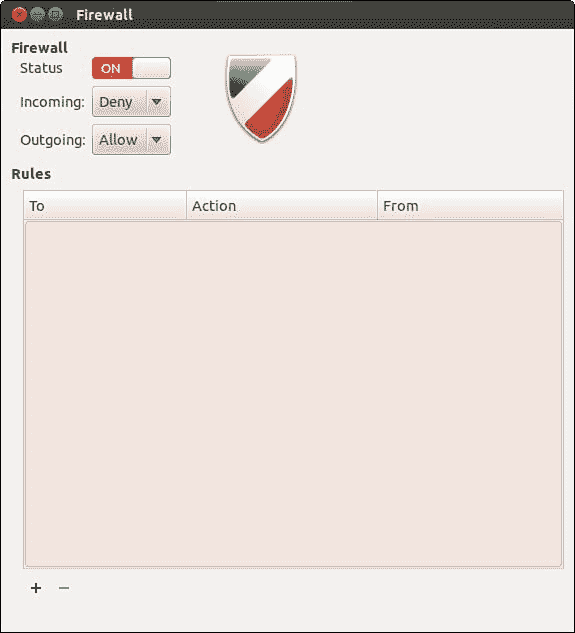 Firewall
Firewall
Status ON
Incoming: Deny
Outgoing: Allow
Rules
To Action From